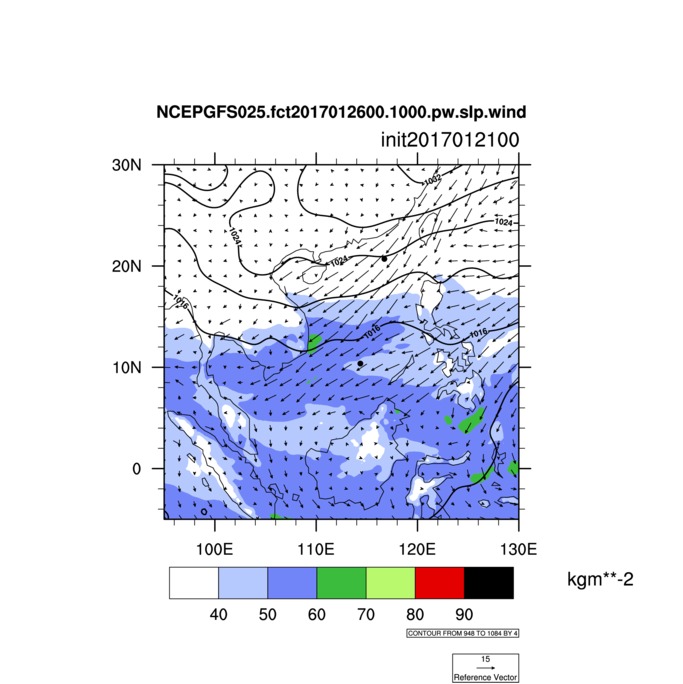 NCEPGFS025.fct2017012600.1000.pw.slp.wind
init2017012100
30N
20N
10N
0
1032
1024
1024
1024
1016
1016
1016
100E
110E
120E
130E
40
50
60
70
80
90
kgm**-2
CONTOUR FROM 948 TO 1084 BY 4
15
Reference Vector